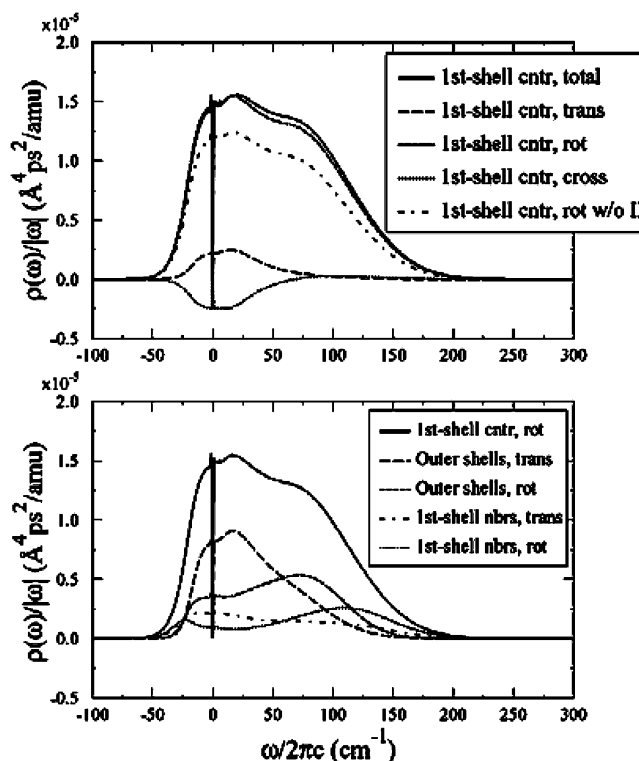 ×10⁻⁵
2.0
1.5
1.0
0.5
0.0
-0.5
ρ(ω)/|ω| (Å⁴ps²/amu)
1st-shell cntr, total
1st-shell cntr, trans
1st-shell cntr, rot
1st-shell cntr, cross
1st-shell cntr, rot w/o
-100 -50 0 50 100 150 200 250 300
×10⁻⁵
2.0
1.5
1.0
0.5
0.0
-0.5
ρ(ω)/|ω| (Å⁴ps²/amu)
1st-shell cntr, rot
Outer shells, trans
Outer shells, rot
1st-shell nbrs, trans
1st-shell nbrs, rot
-100 -50 0 50 100 150 200 250 300
ω/2πc (cm⁻¹)